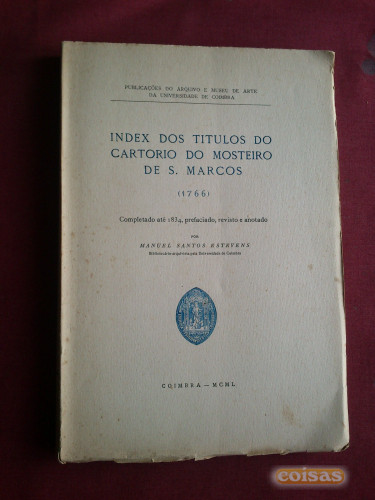 PUBLICAÇÕES DO ARQUIVO E MUSEU DE ARTE
DA UNIVERSIDADE DE COIMBRA
INDEX DOS TITULOS DO
CARTORIO DO MOSTEIRO
DE S. MARCOS
(1766)
Completado até 1834, prefaciado, revisto e anotado
POR
MANUEL SANTOS ESTEVENS
COIMBRA — MCML
coisas